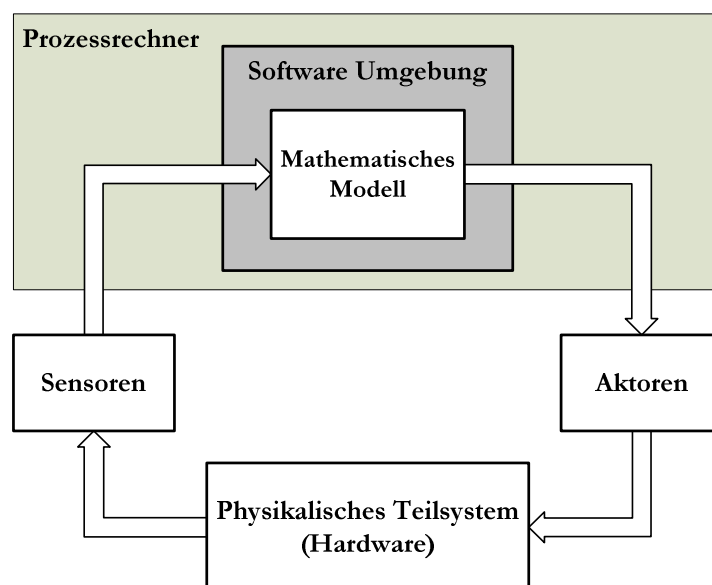 Prozessrechner
Software Umgebung
Mathematisches
Modell
Sensoren
Aktoren
Physikalisches Teilsystem
(Hardware)